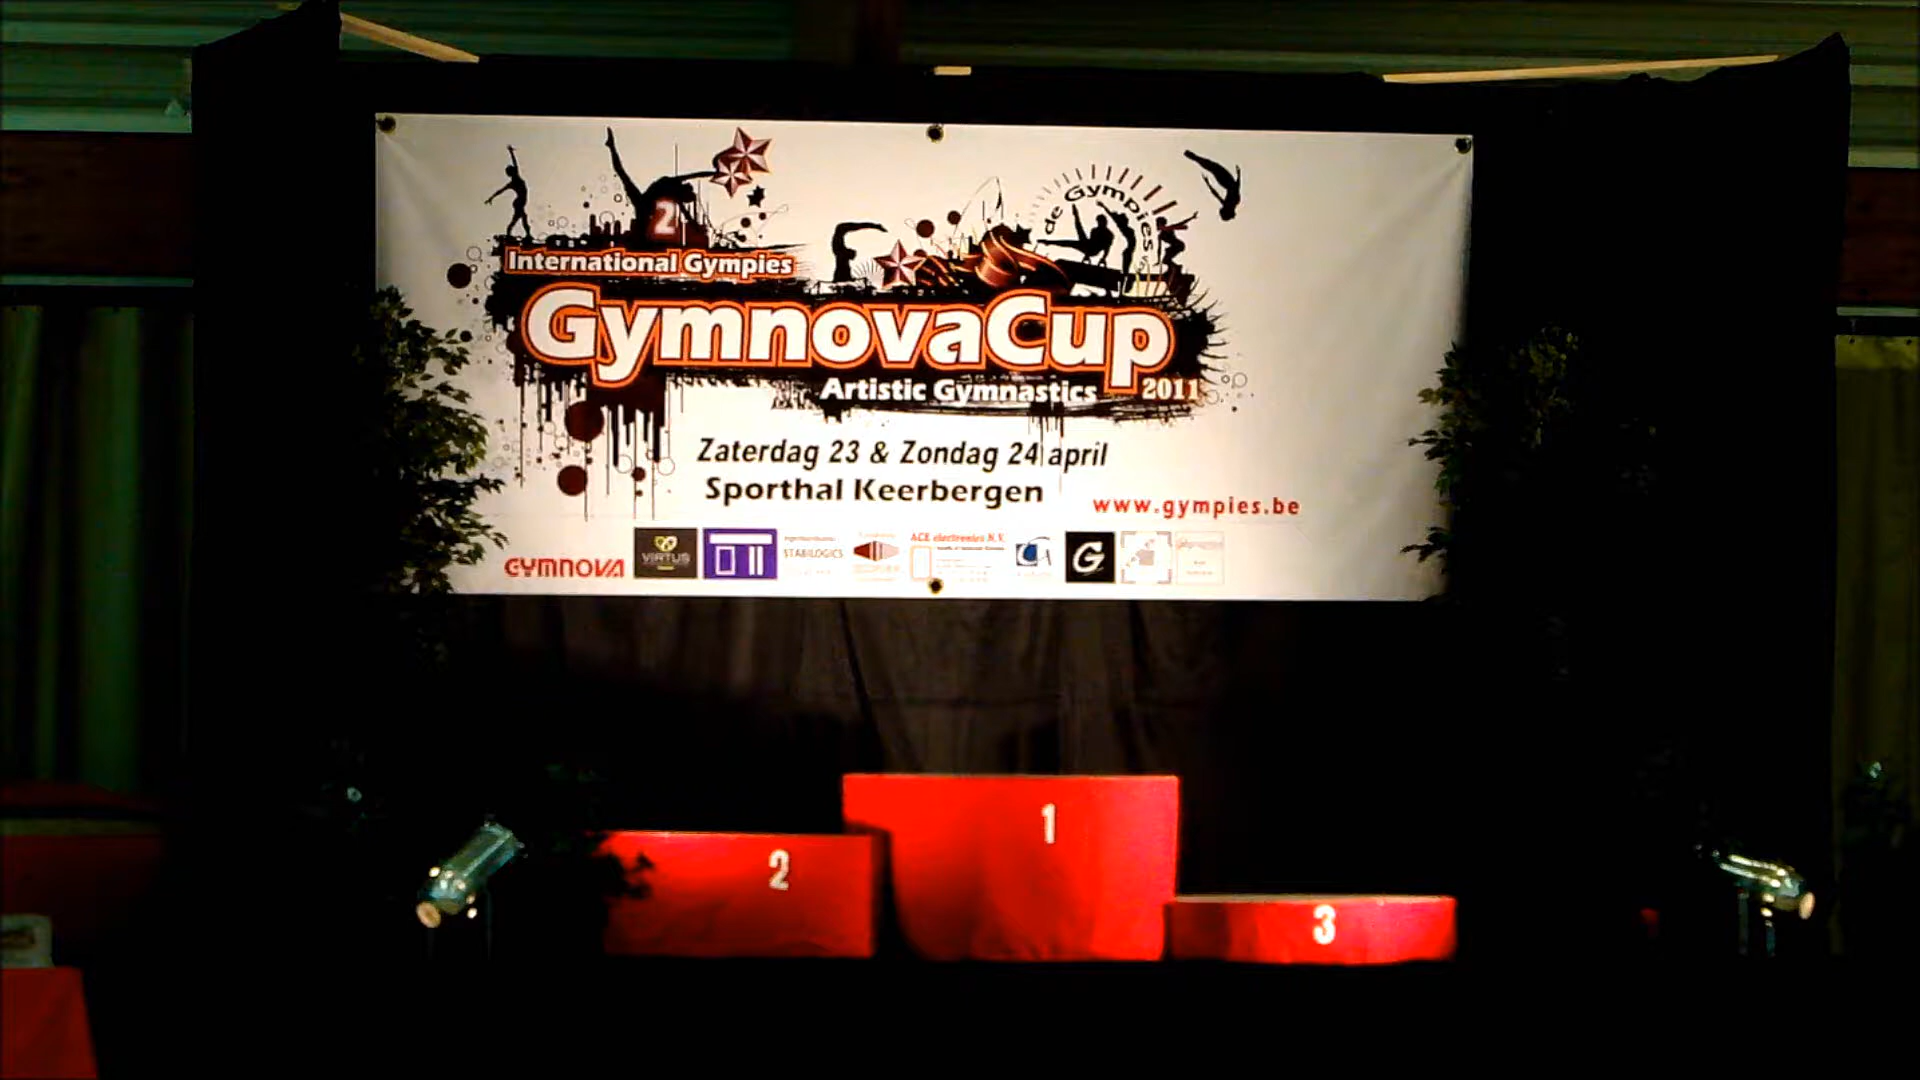 2
de Gympies
International Gympies
GymnovaCup
Artistic Gymnastics 2011
Zaterdag 23 & Zondag 24 april
Sporthal Keerbergen
www.gympies.be
GYMNOVA
VIRTUS
STABILOGICS
ACE electronics N.V.
G
1
2
3